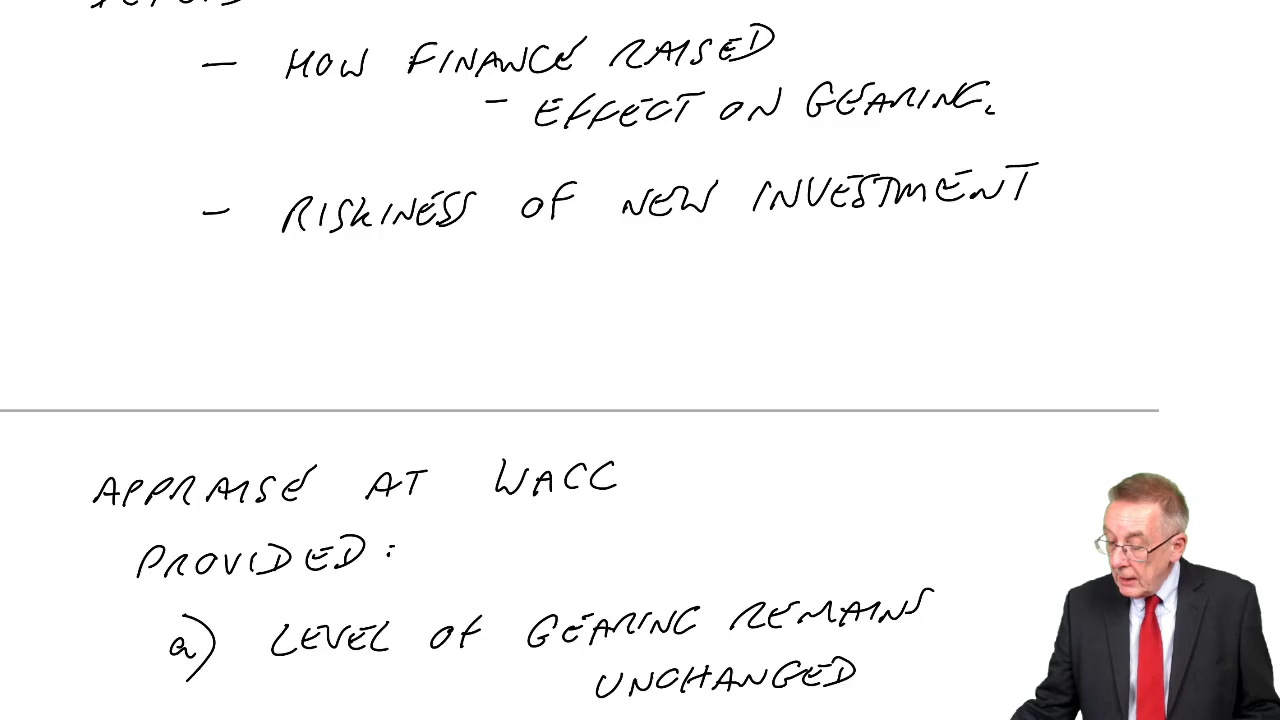 - HOW FINANCE RAISED
- EFFECT ON GEARING.
- RISKINESS OF NEW INVESTMENT
APPRAISE AT WACC
PROVIDED:
a) LEVEL OF GEARING REMAINS
UNCHANGED